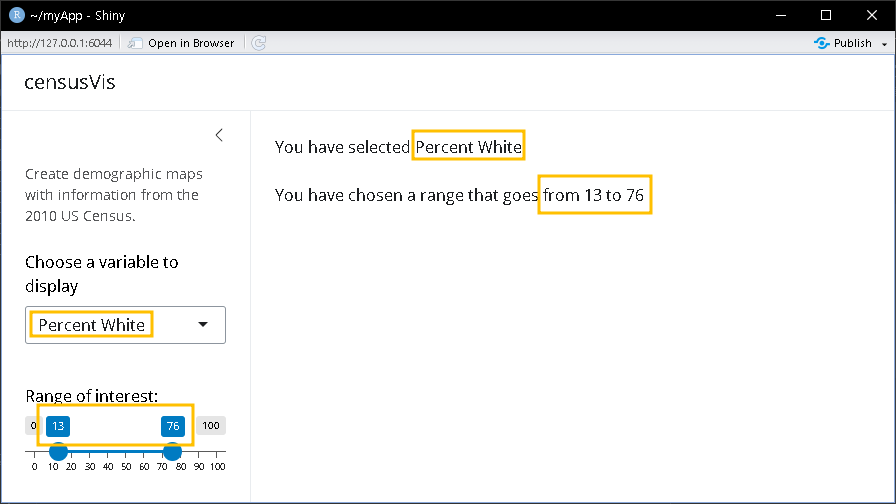 ~/myApp - Shiny
http://127.0.0.1:6044
Open in Browser
Publish
censusVis
Create demographic maps
with information from the
2010 US Census.
Choose a variable to
display
Percent White
Range of interest:
0 13 76 100
0 10 20 30 40 50 60 70 80 90 100
You have selected Percent White
You have chosen a range that goes from 13 to 76